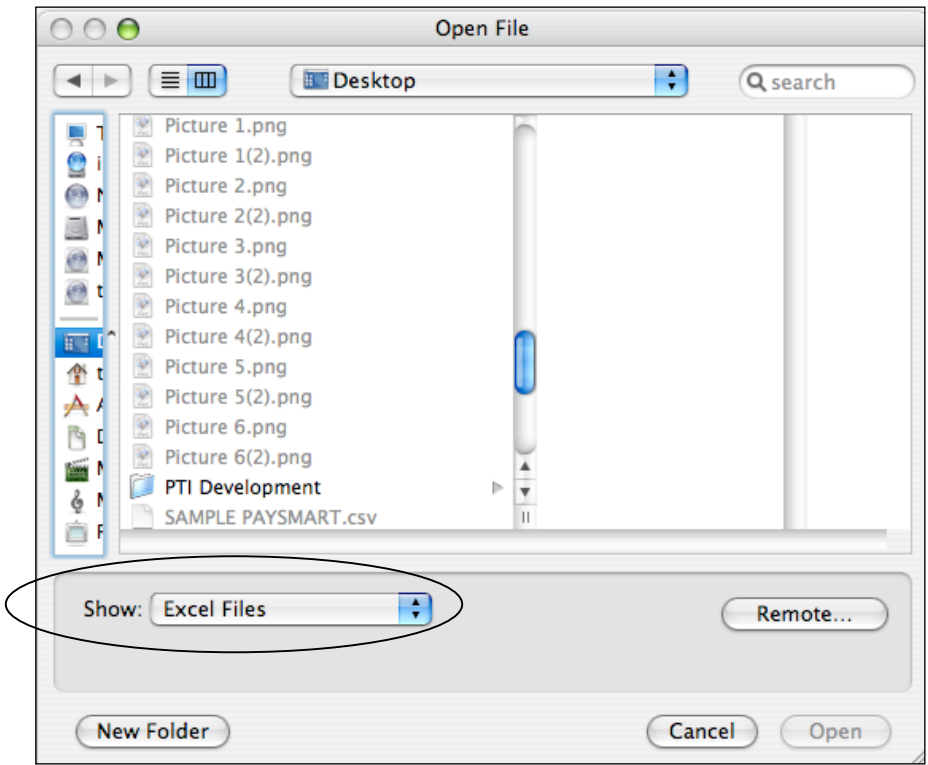 Open File
Desktop
search
T
i
N
M
M
t
D
t
A
D
M
M
P
Picture 1.png
Picture 1(2).png
Picture 2.png
Picture 2(2).png
Picture 3.png
Picture 3(2).png
Picture 4.png
Picture 4(2).png
Picture 5.png
Picture 5(2).png
Picture 6.png
Picture 6(2).png
PTI Development
SAMPLE PAYSMART.csv
Show: Excel Files
Remote...
New Folder
Cancel
Open